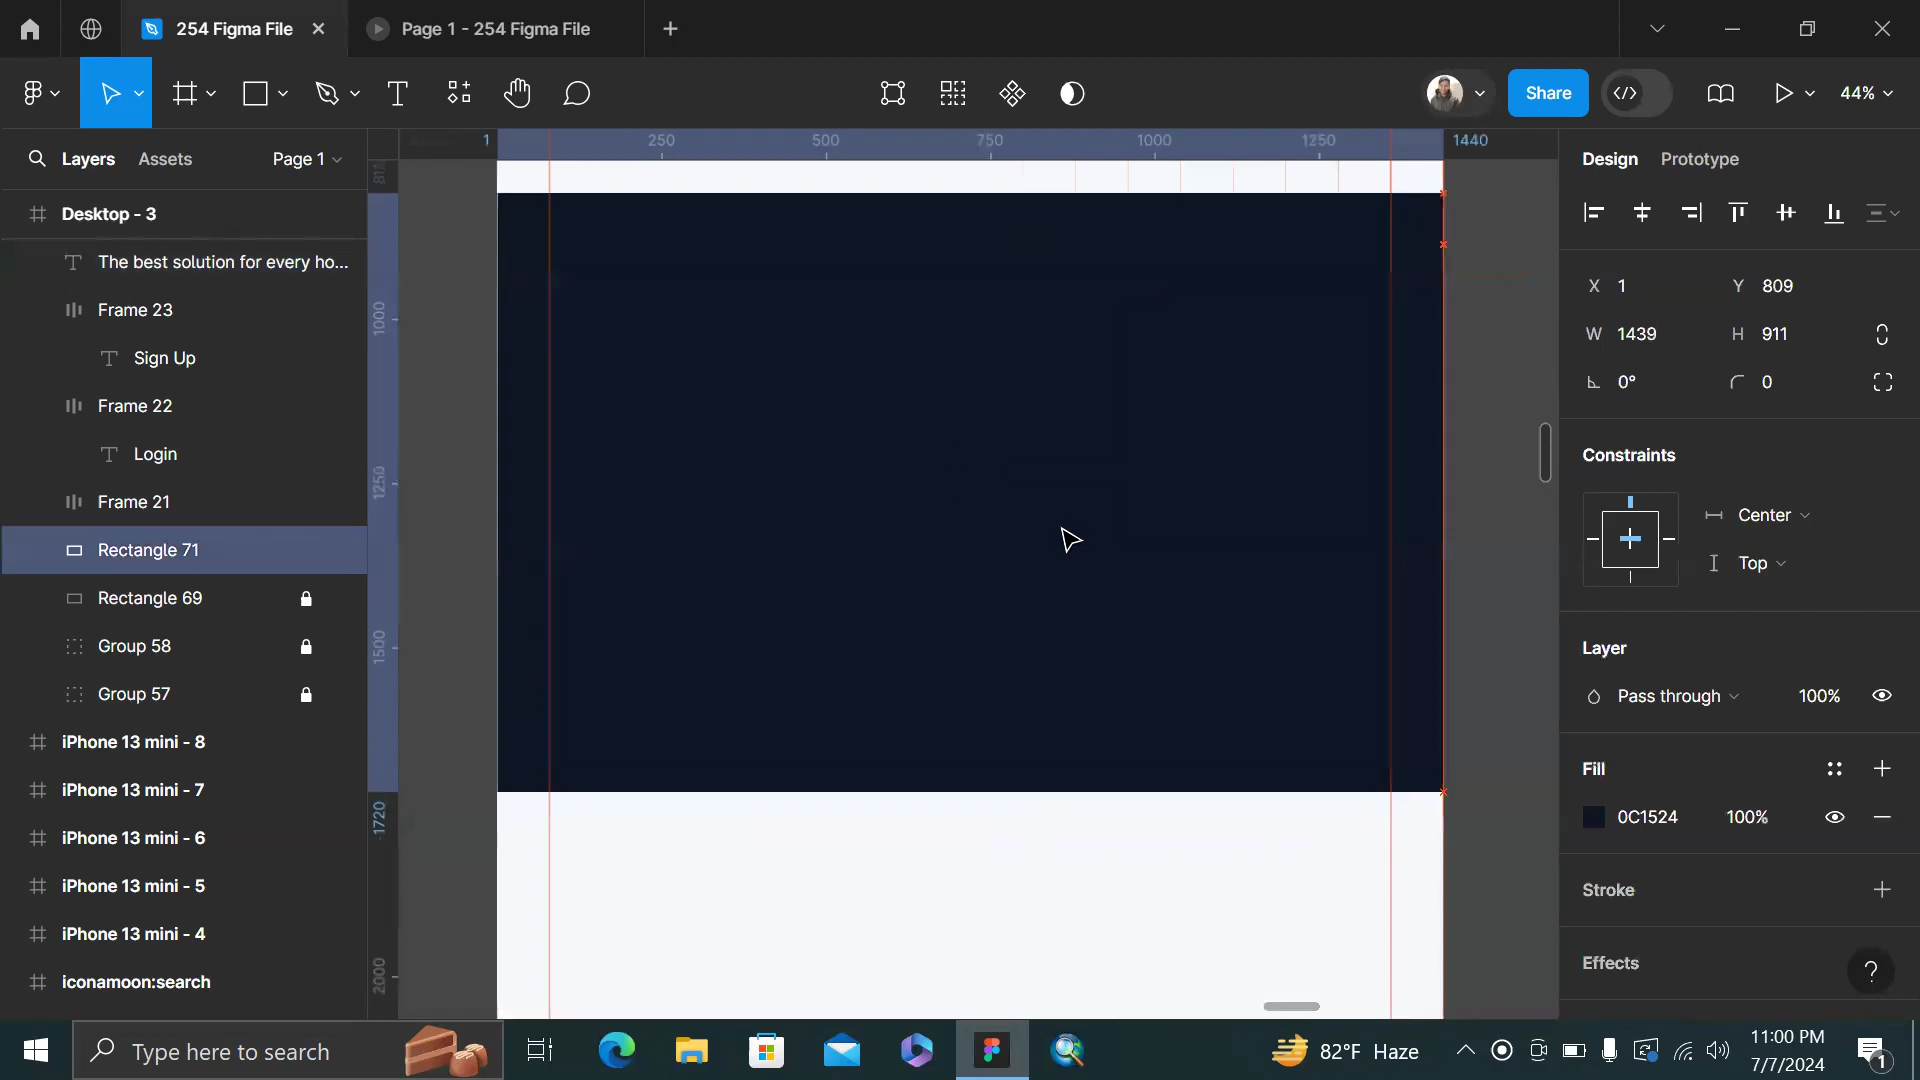 254 Figma File
Page 1 - 254 Figma File
Share
44%
Layers
Assets
Page 1
Desktop - 3
The best solution for every ho...
Frame 23
Sign Up
Frame 22
Login
Frame 21
Rectangle 71
Rectangle 69
Group 58
Group 57
iPhone 13 mini - 8
iPhone 13 mini - 7
iPhone 13 mini - 6
iPhone 13 mini - 5
iPhone 13 mini - 4
iconamoon:search
1 250 500 750 1000 1250 1440
1000
1250
1500
1720
2000
Design
Prototype
X 1
Y 809
W 1439
H 911
0°
0
Constraints
Center
Top
Layer
Pass through
100%
Fill
0C1524
100%
Stroke
Effects
?
Type here to search
82°F Haze
11:00 PM
7/7/2024
1